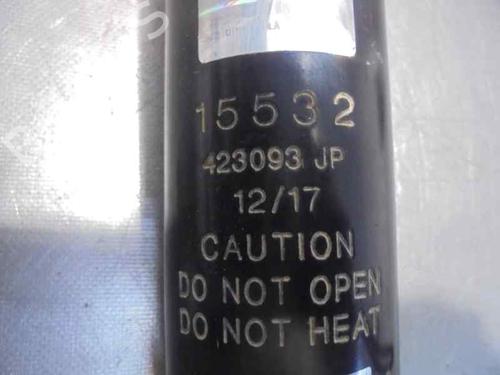 15532
423093 JP
12/17
CAUTION
DO NOT OPEN
DO NOT HEAT